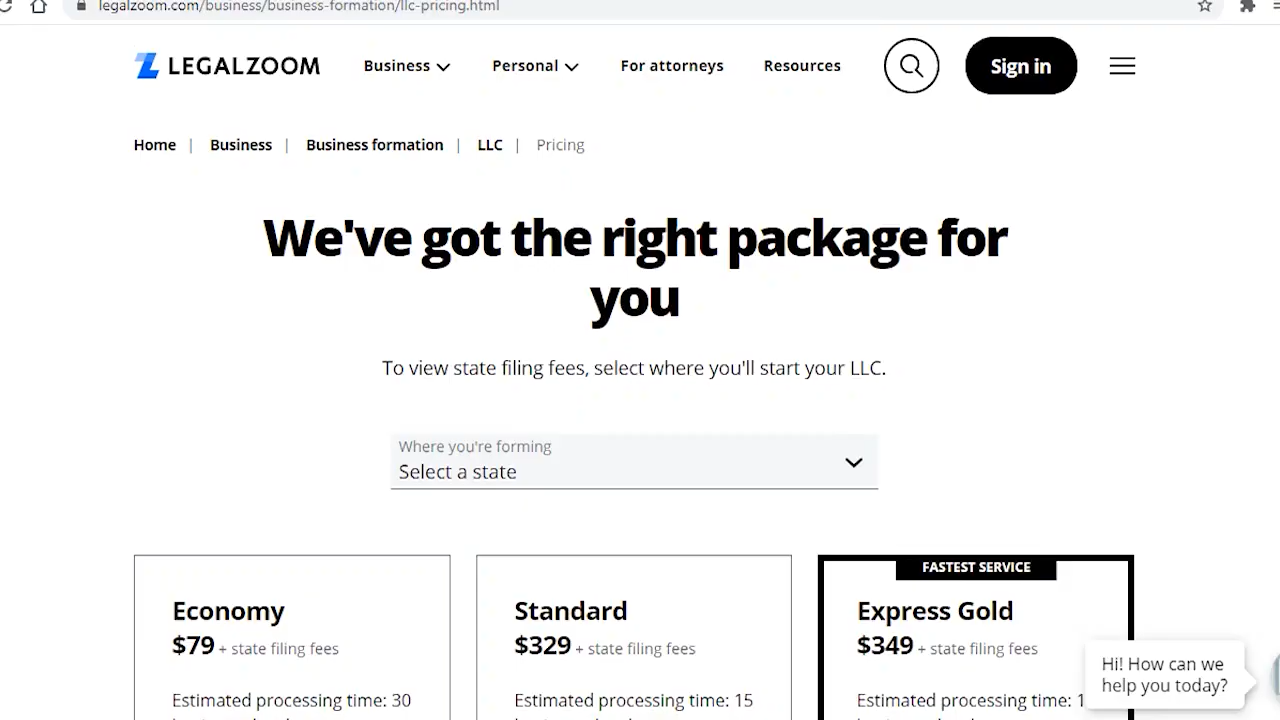 legalzoom.com/business/business-formation/llc-pricing.html
LEGALZOOM Business Personal For attorneys Resources Sign in
Home | Business | Business formation | LLC | Pricing
We've got the right package for
you
To view state filing fees, select where you'll start your LLC.
Where you're forming
Select a state
FASTEST SERVICE
Economy Standard Express Gold
$79 + state filing fees $329 + state filing fees $349 + state filing fees
Hi! How can we
help you today?
Estimated processing time: 30 Estimated processing time: 15 Estimated processing time: